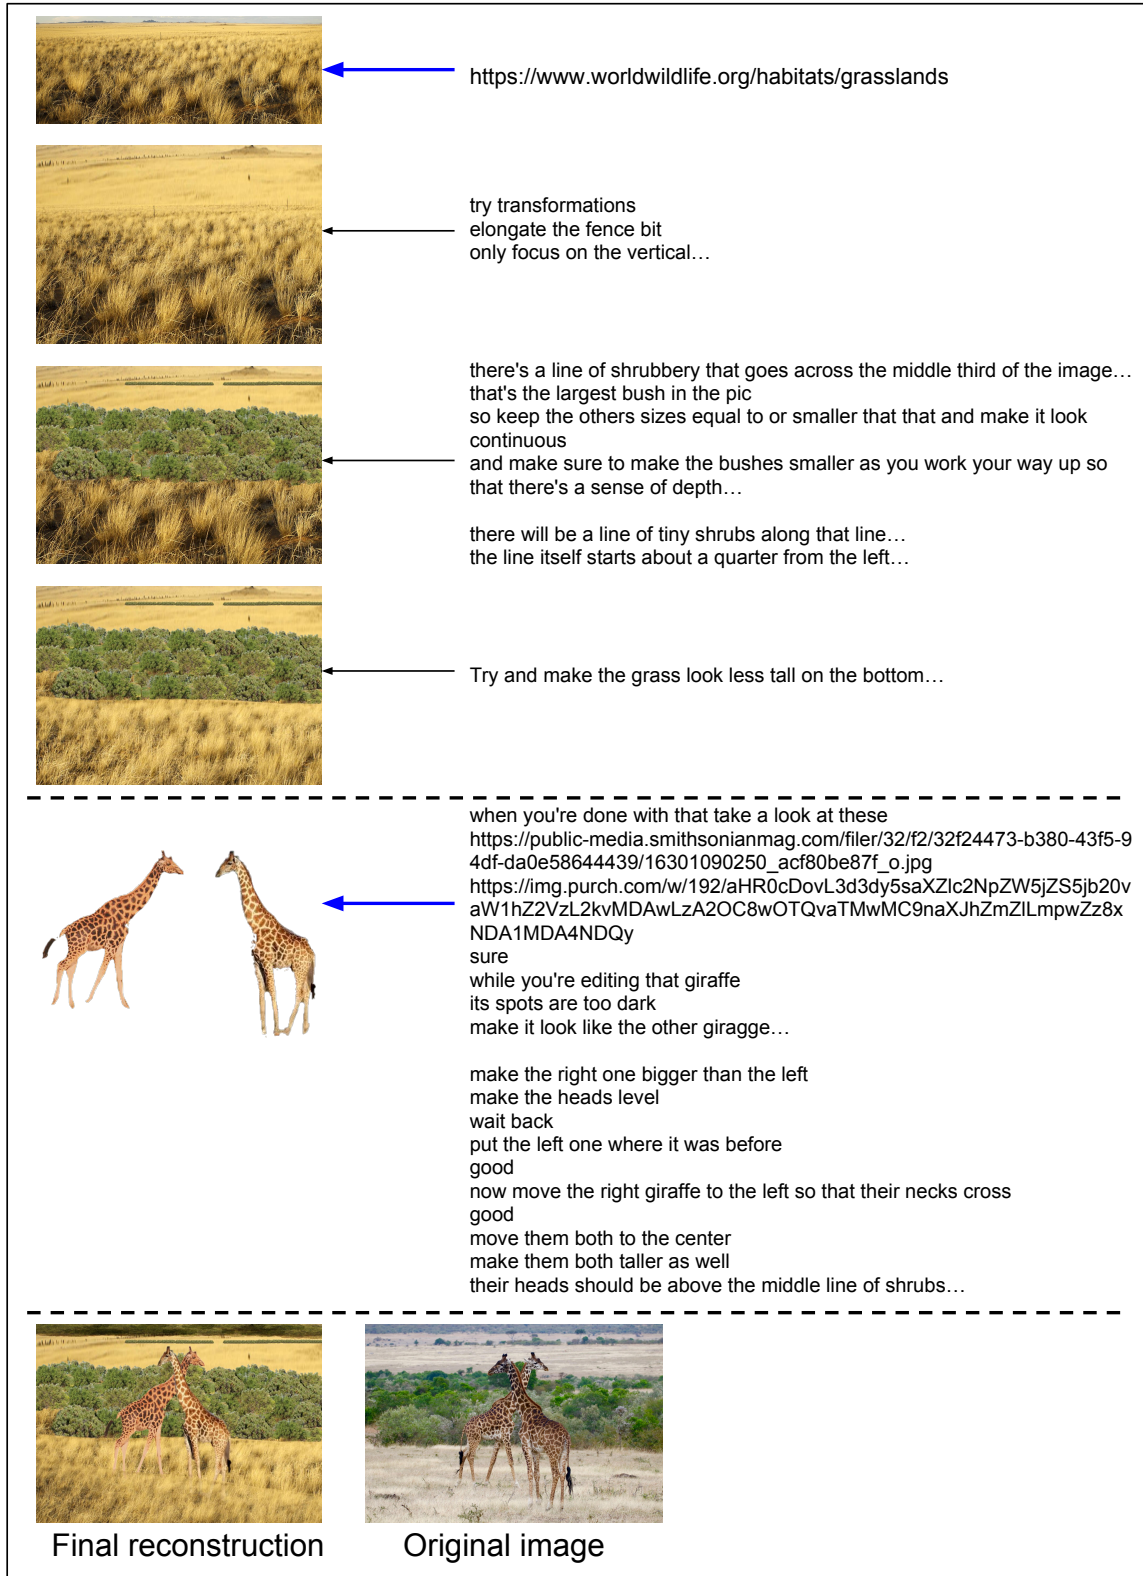 https://www.worldwildlife.org/habitats/grasslands
try transformations
elongate the fence bit
only focus on the vertical…
there's a line of shrubbery that goes across the middle third of the image…
that's the largest bush in the pic
so keep the others sizes equal to or smaller that that and make it look
continuous
and make sure to make the bushes smaller as you work your way up so
that there's a sense of depth…
there will be a line of tiny shrubs along that line…
the line itself starts about a quarter from the left…
Try and make the grass look less tall on the bottom…
when you're done with that take a look at these
https://public-media.smithsonianmag.com/filer/32/f2/32f24473-b380-43f5-9
4df-da0e58644439/16301090250_acf80be87f_o.jpg
https://img.purch.com/w/192/aHR0cDovL3d3dy5saXZlc2NpZW5jZS5jb20v
aW1hZ2VzL2kvMDAwLzA2OC8wOTQvaTMwMC9naXJhZmZlLmpwZz8x
NDA1MDA4NDQy
sure
while you're editing that giraffe
its spots are too dark
make it look like the other giragge…
make the right one bigger than the left
make the heads level
wait back
put the left one where it was before
good
now move the right giraffe to the left so that their necks cross
good
move them both to the center
make them both taller as well
their heads should be above the middle line of shrubs…
Final reconstruction
Original image